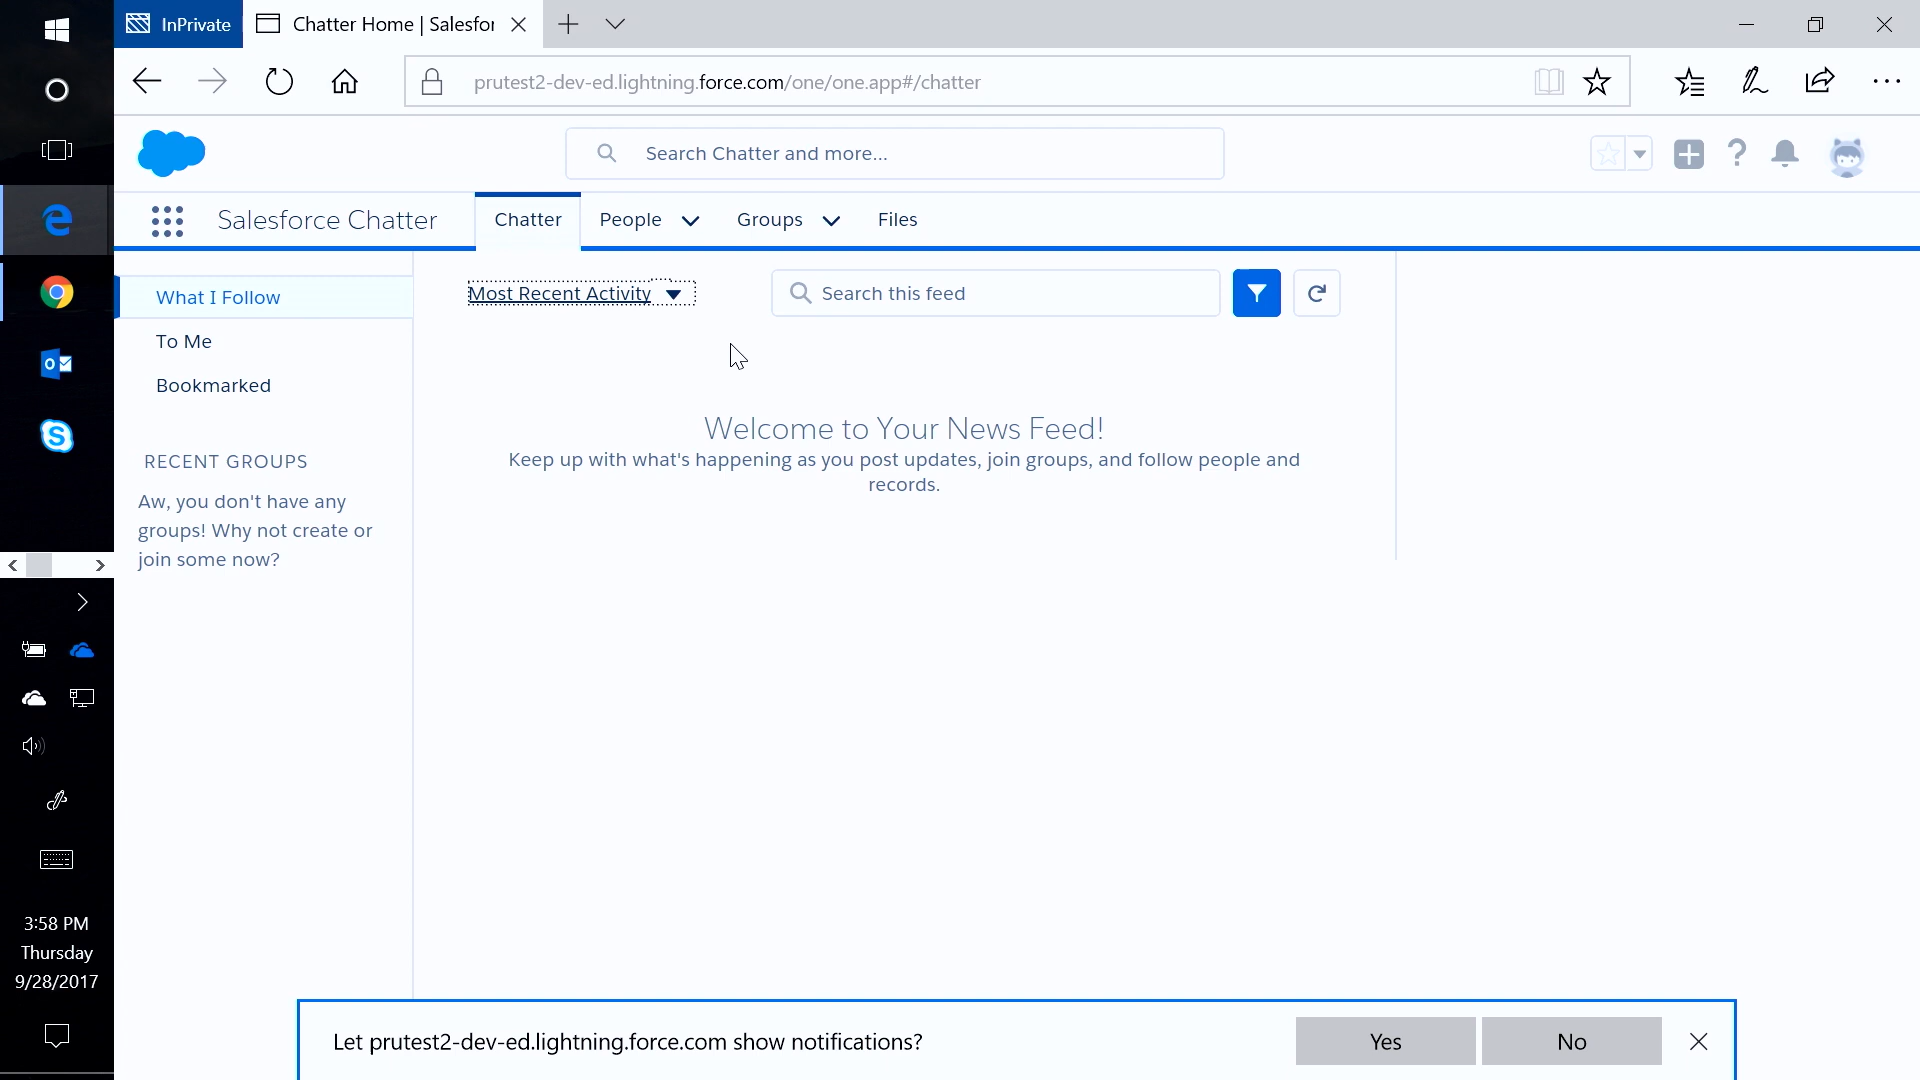 InPrivate
Chatter Home | Salesfor
prutest2-dev-ed.lightning.force.com/one/one.app#/chatter
Search Chatter and more...
Salesforce Chatter
Chatter
People
Groups
Files
What I Follow
To Me
Bookmarked
RECENT GROUPS
Aw, you don't have any
groups! Why not create or
join some now?
Most Recent Activity
Search this feed
Welcome to Your News Feed!
Keep up with what's happening as you post updates, join groups, and follow people and
records.
3:58 PM
Thursday
9/28/2017
Let prutest2-dev-ed.lightning.force.com show notifications?
Yes
No